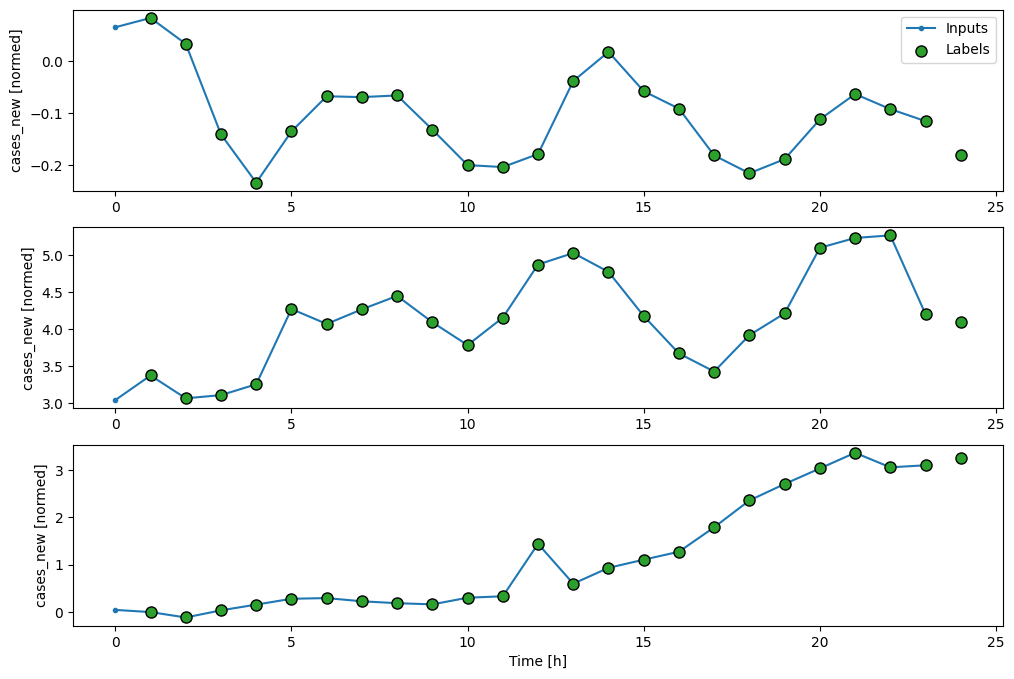 cases_new [normed]
0.0
−0.1
−0.2
0 5 10 15 20 25
Inputs
Labels
cases_new [normed]
5.0
4.5
4.0
3.5
3.0
0 5 10 15 20 25
cases_new [normed]
3
2
1
0
0 5 10 15 20 25
Time [h]